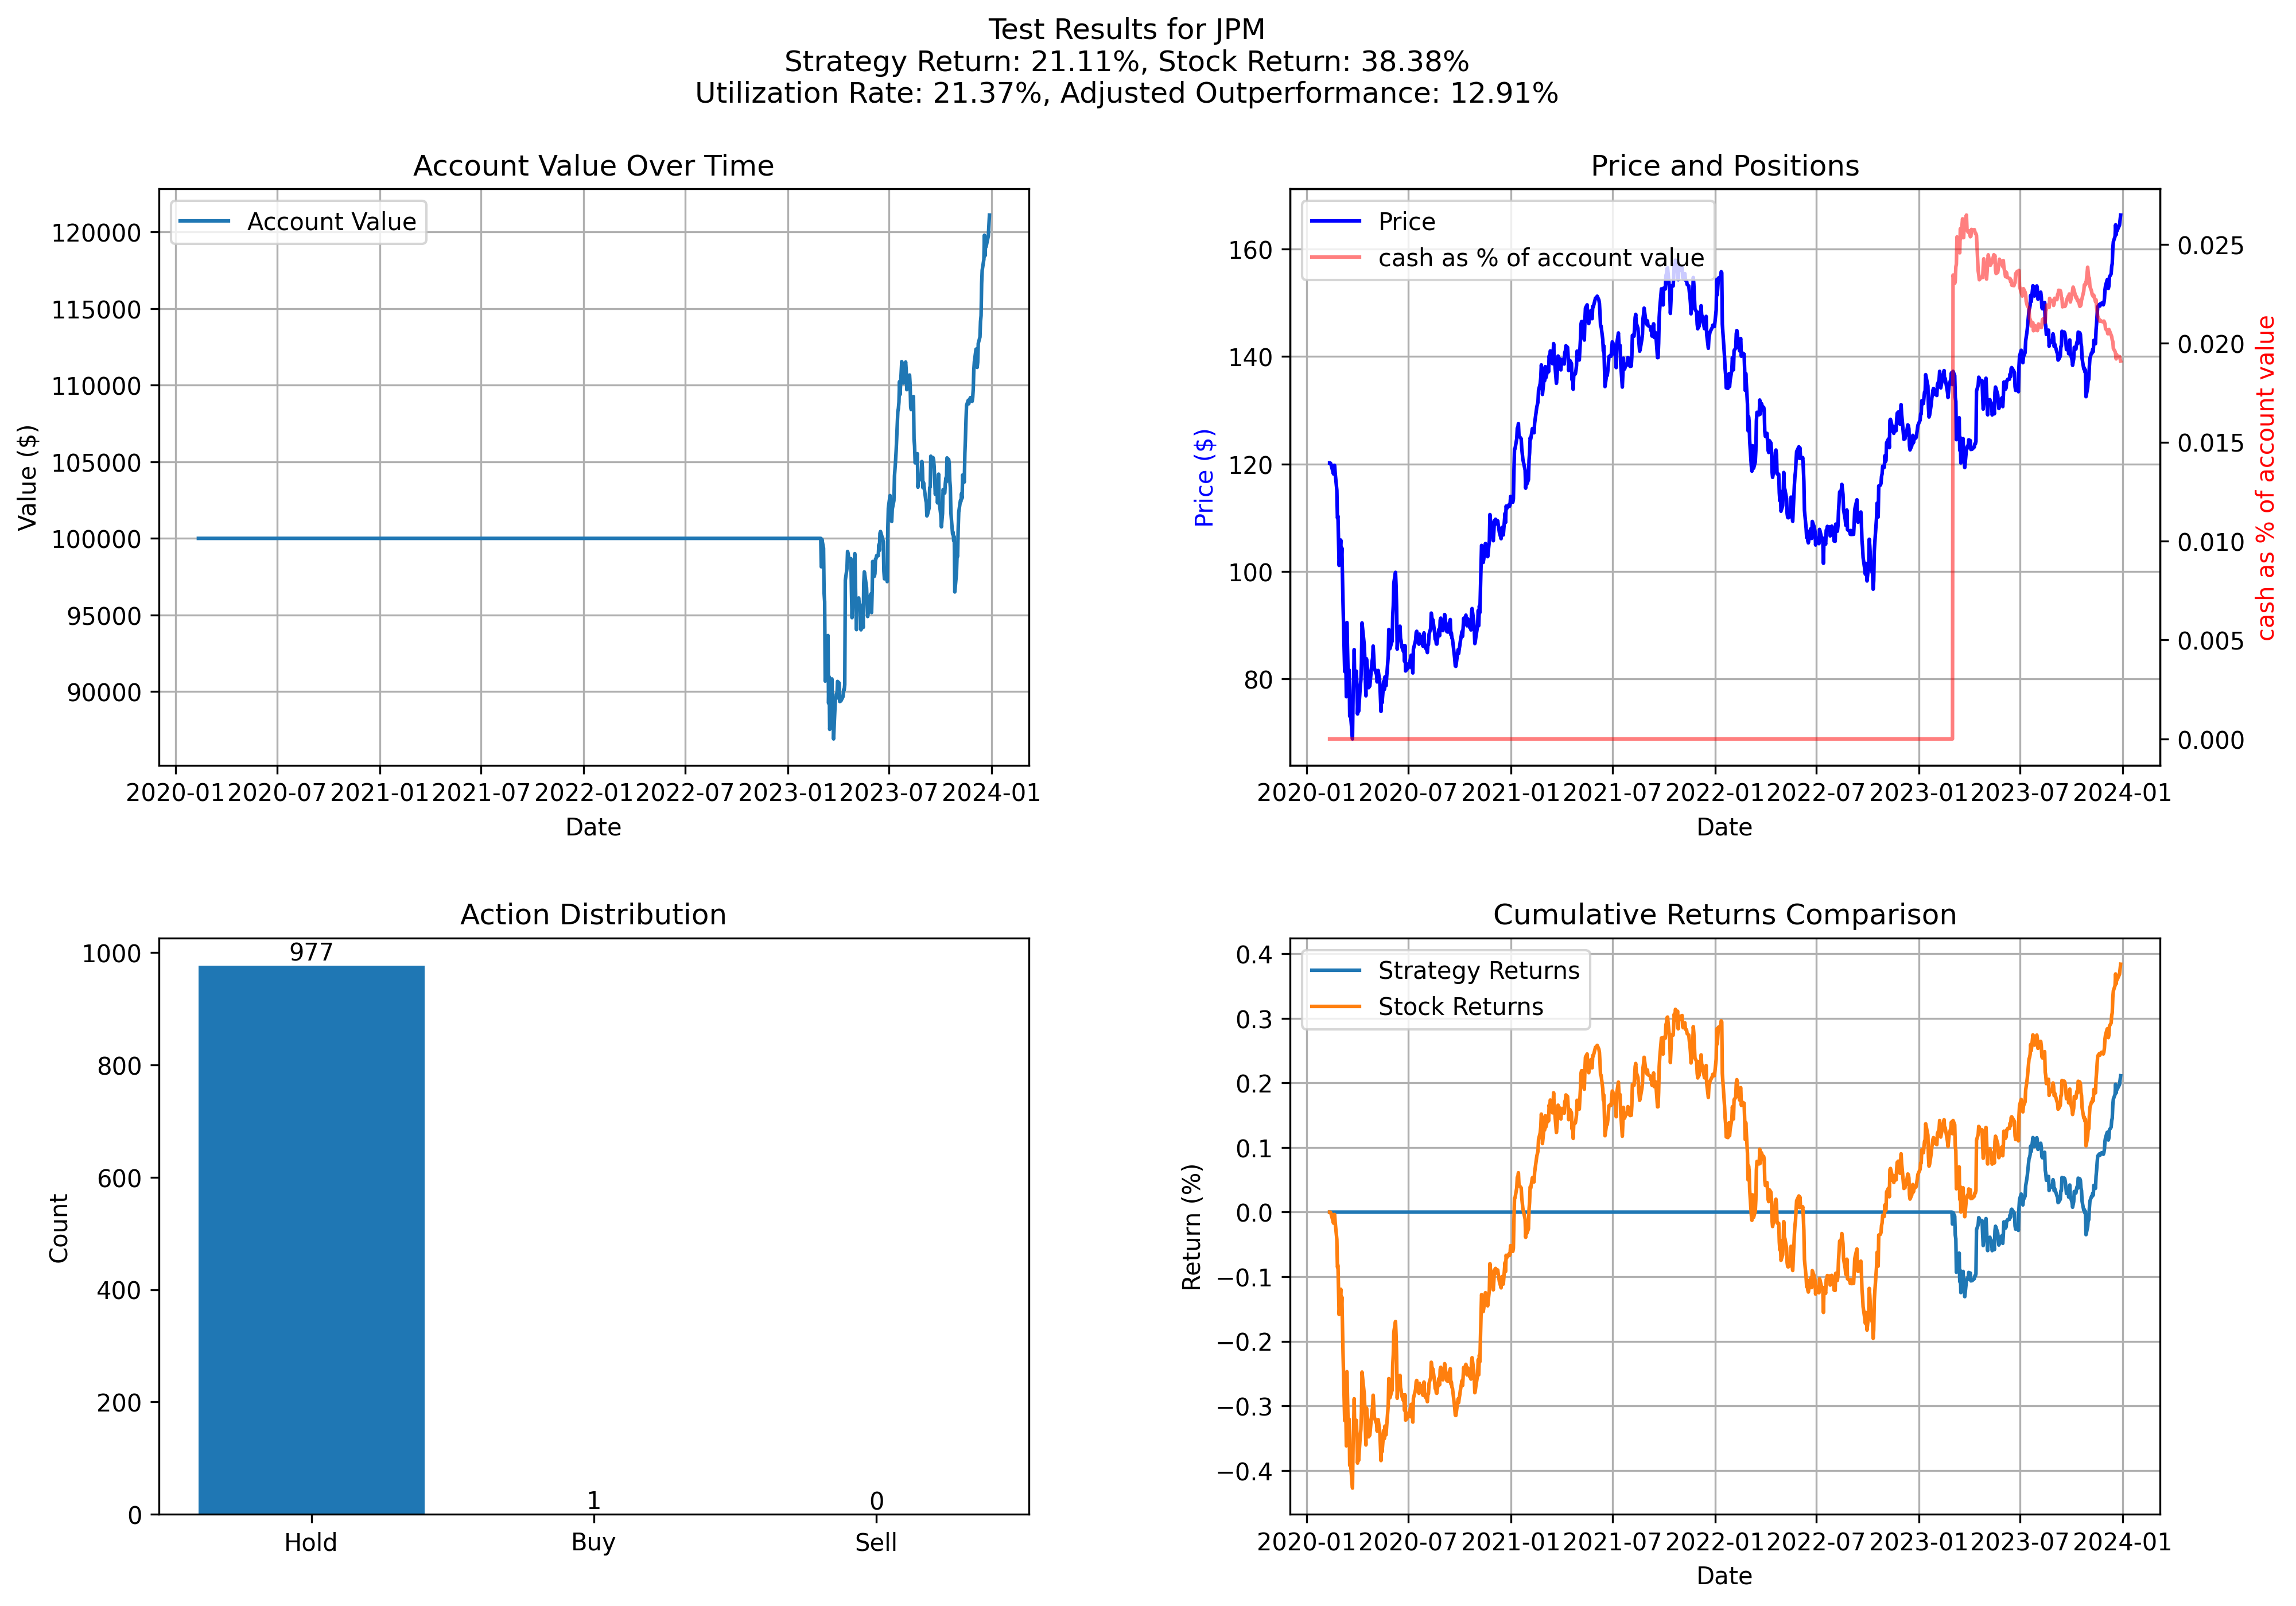 Test Results for JPM
Strategy Return: 21.11%, Stock Return: 38.38%
Utilization Rate: 21.37%, Adjusted Outperformance: 12.91%
Account Value Over Time
Account Value
Value ($)
120000
115000
110000
105000
100000
95000
90000
2020-01 2020-07 2021-01 2021-07 2022-01 2022-07 2023-01 2023-07 2024-01
Date
Price and Positions
Price
cash as % of account value
Price ($)
160
140
120
100
80
0.025
0.020
0.015
0.010
0.005
0.000
cash as % of account value
2020-01 2020-07 2021-01 2021-07 2022-01 2022-07 2023-01 2023-07 2024-01
Date
Action Distribution
Count
1000
800
600
400
200
0
977
1
0
Hold Buy Sell
Cumulative Returns Comparison
Strategy Returns
Stock Returns
Return (%)
0.4
0.3
0.2
0.1
0.0
−0.1
−0.2
−0.3
−0.4
2020-01 2020-07 2021-01 2021-07 2022-01 2022-07 2023-01 2023-07 2024-01
Date